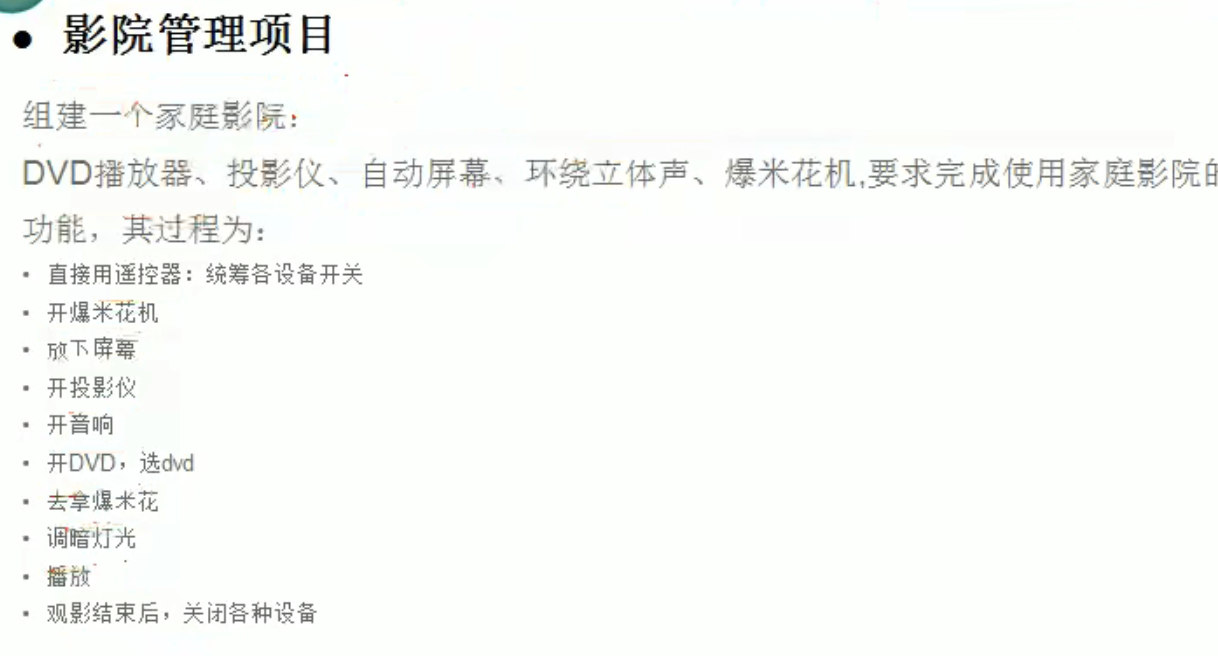 • 影院管理项目
组建一个家庭影院：
DVD播放器、投影仪、自动屏幕、环绕立体声、爆米花机,要求完成使用家庭影院的
功能，其过程为：
• 直接用遥控器：统筹各设备开关
• 开爆米花机
• 放下屏幕
• 开投影仪
• 开音响
• 开DVD，选dvd
• 去拿爆米花
• 调暗灯光
• 播放
• 观影结束后，关闭各种设备